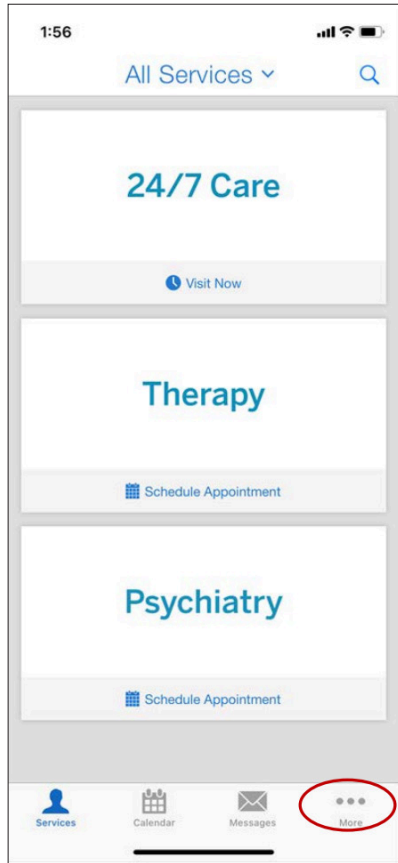 1:56
All Services
24/7 Care
Visit Now
Therapy
Schedule Appointment
Psychiatry
Schedule Appointment
Services Calendar Messages More